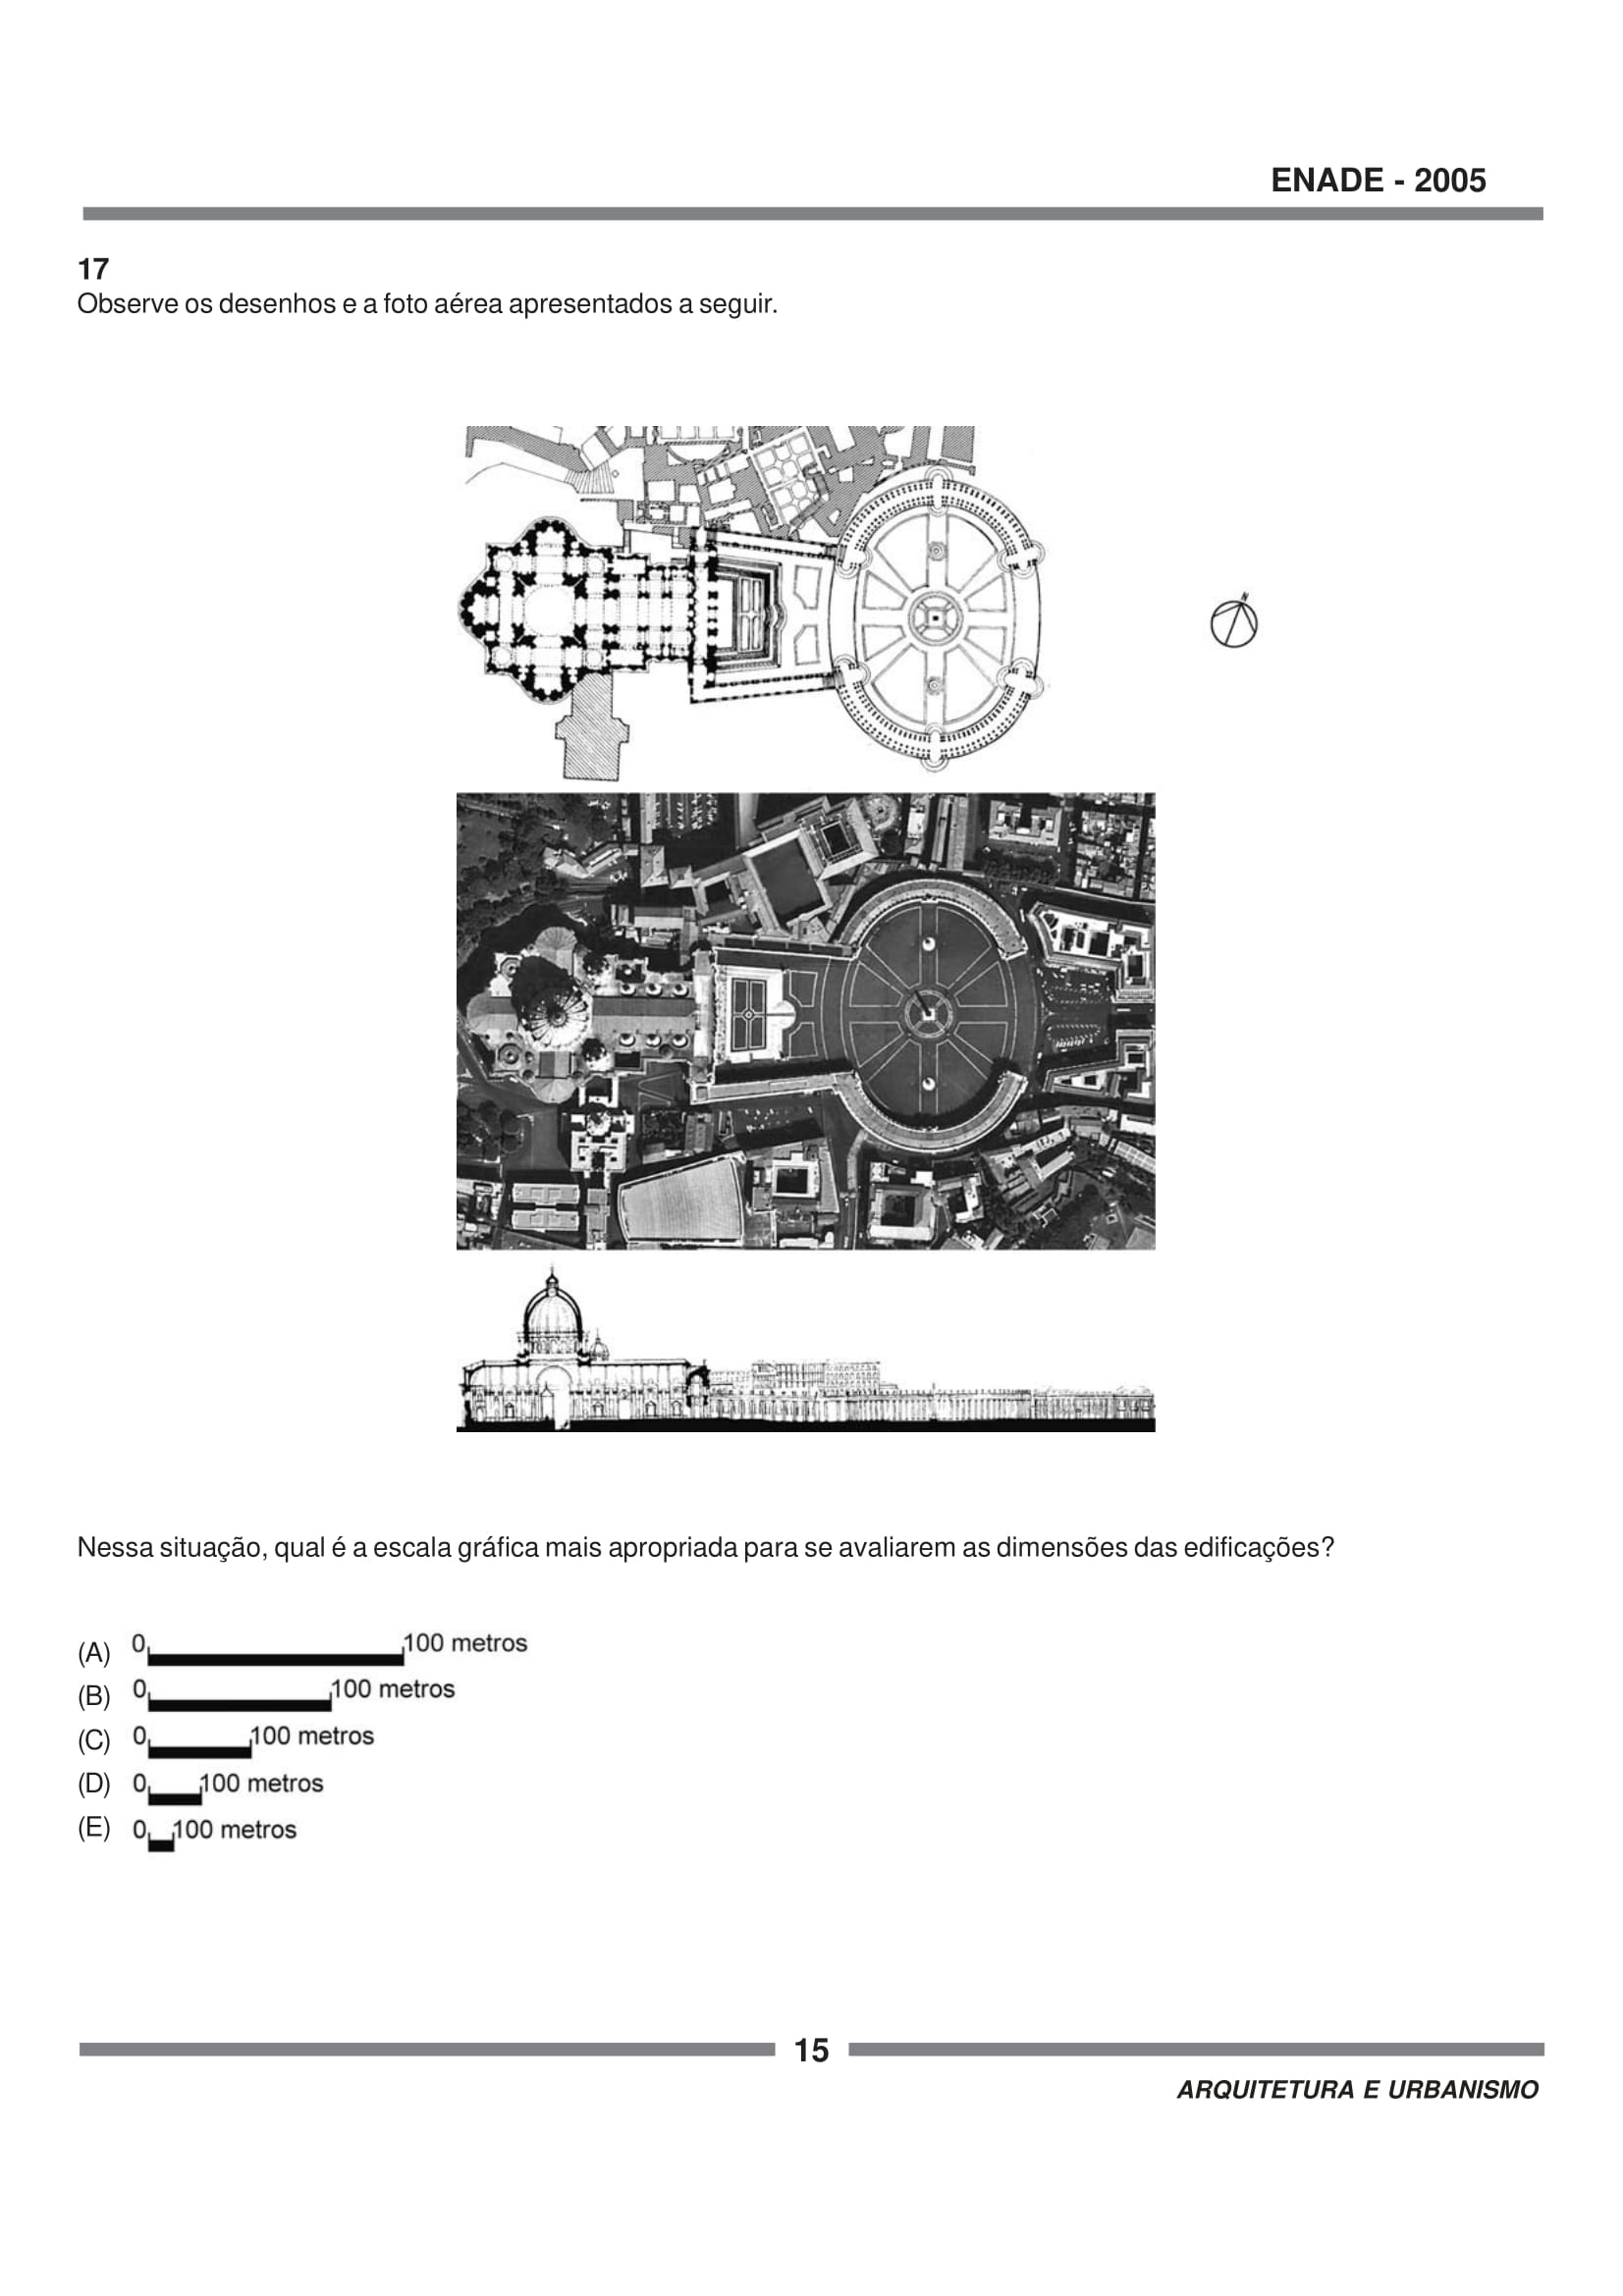 ENADE - 2005
17
Observe os desenhos e a foto aérea apresentados a seguir.
N
Nessa situação, qual é a escala gráfica mais apropriada para se avaliarem as dimensões das edificações?
(A) 0 100 metros
(B) 0 100 metros
(C) 0 100 metros
(D) 0 100 metros
(E) 0 100 metros
15
ARQUITETURA E URBANISMO